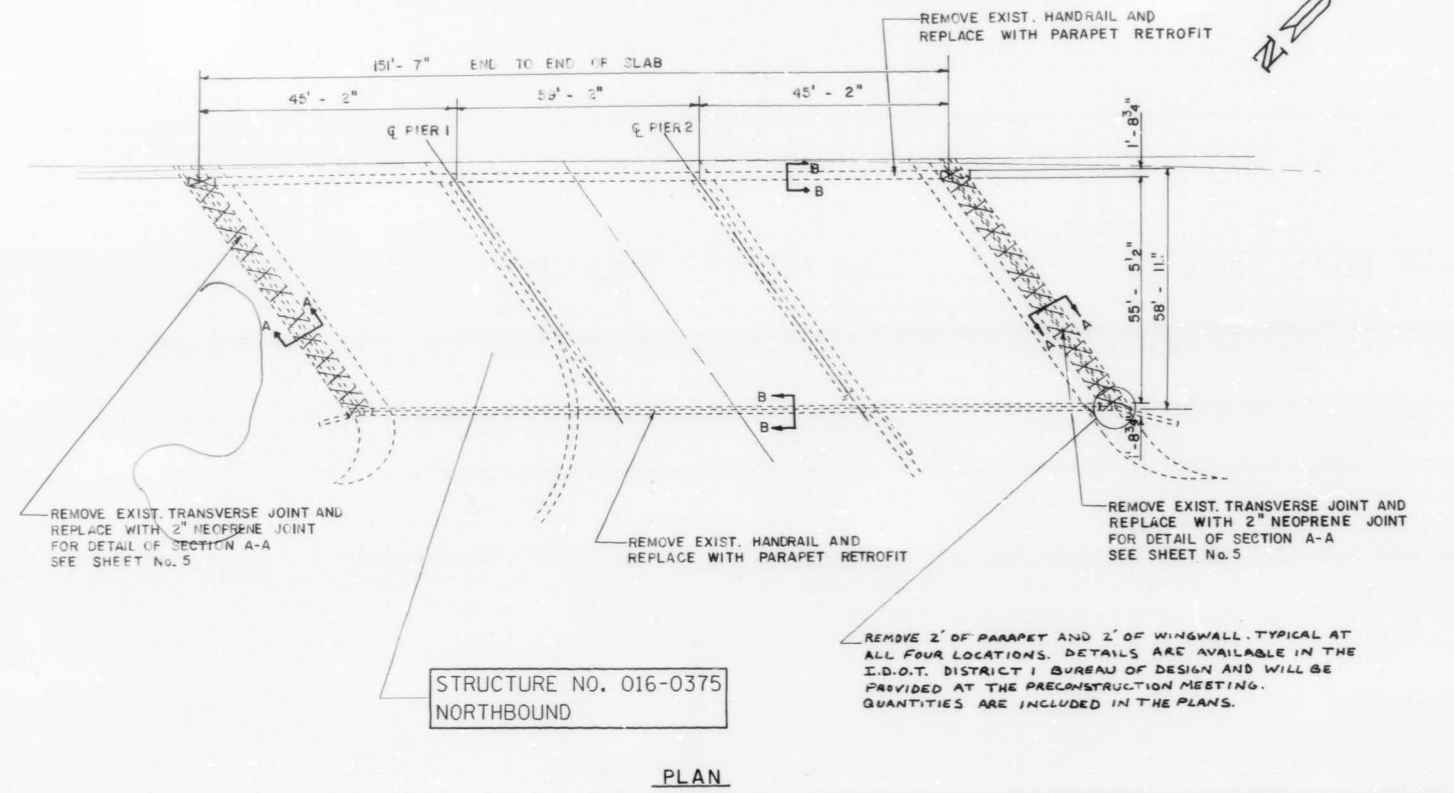 REMOVE EXIST. HANDRAIL AND
REPLACE WITH PARAPET RETROFIT
N
151'- 7" END TO END OF SLAB
45' - 2"
59' - 2"
45' - 2"
1'-8¾"
℄ PIER 1
℄ PIER 2
B
B
A
A
A
A
55' - 5½"
58' - 11"
B
B
1'-8¾"
REMOVE EXIST. TRANSVERSE JOINT AND
REPLACE WITH 2" NEOPRENE JOINT
FOR DETAIL OF SECTION A-A
SEE SHEET No. 5
REMOVE EXIST. HANDRAIL AND
REPLACE WITH PARAPET RETROFIT
REMOVE EXIST. TRANSVERSE JOINT AND
REPLACE WITH 2" NEOPRENE JOINT
FOR DETAIL OF SECTION A-A
SEE SHEET No. 5
REMOVE 2' OF PARAPET AND 2' OF WINGWALL. TYPICAL AT
ALL FOUR LOCATIONS. DETAILS ARE AVAILABLE IN THE
I.D.O.T. DISTRICT 1 BUREAU OF DESIGN AND WILL BE
PROVIDED AT THE PRECONSTRUCTION MEETING.
QUANTITIES ARE INCLUDED IN THE PLANS.
STRUCTURE NO. 016-0375
NORTHBOUND
PLAN